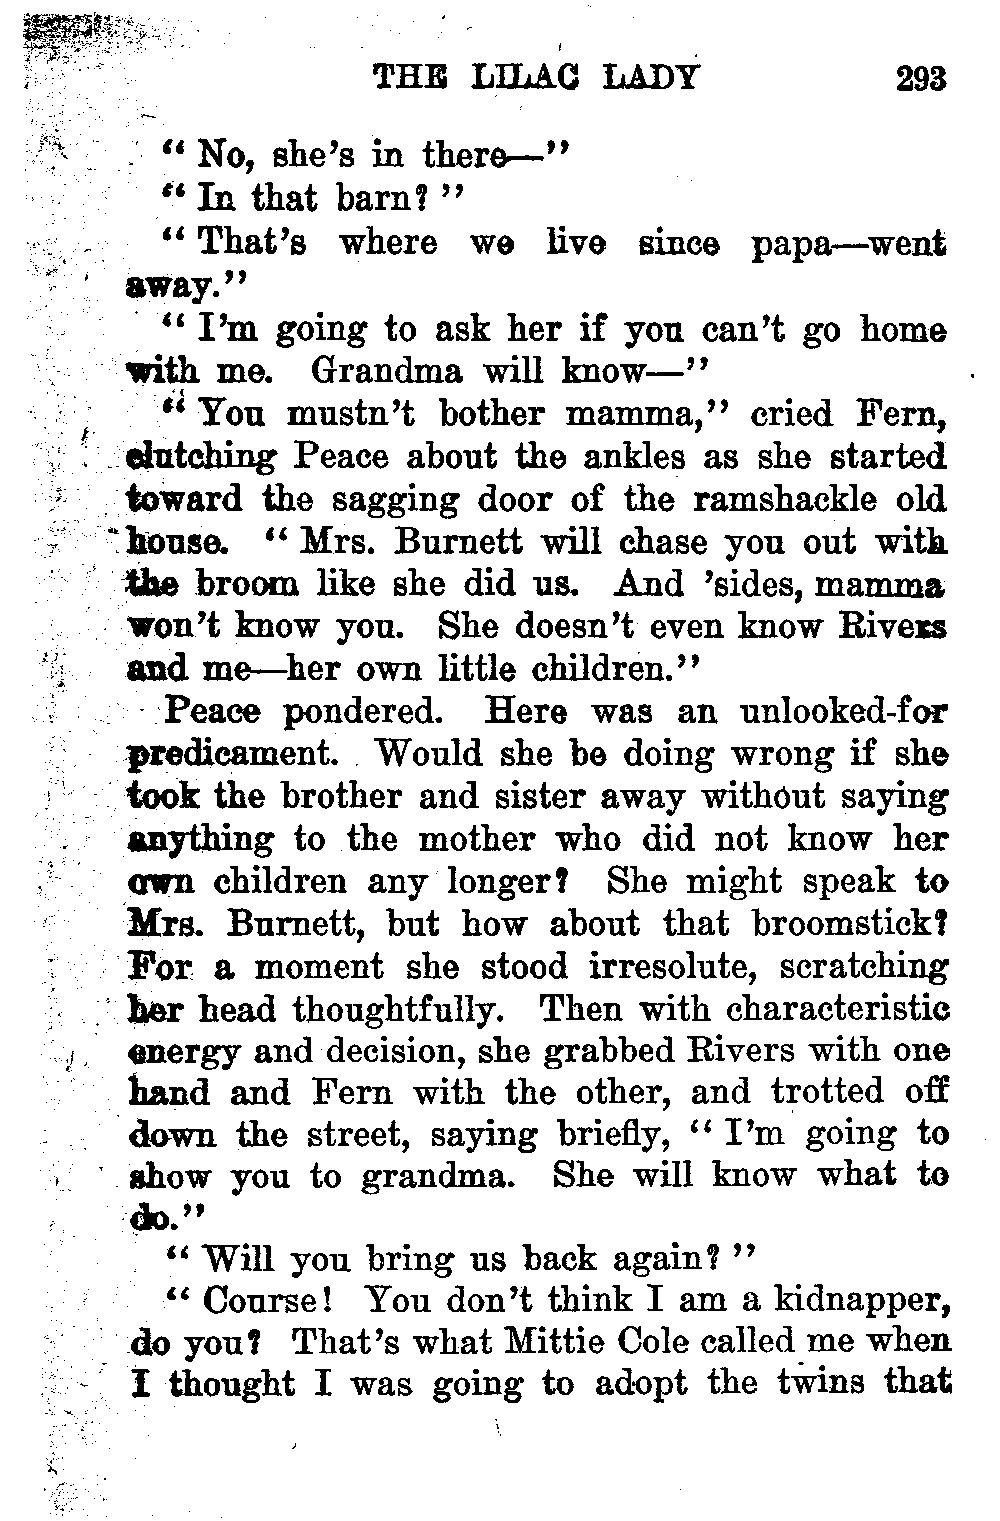 THE LILAC LADY 293
“ No, she’s in there—”
“ In that barn? ”
“ That’s where we live since papa—went
away.”
“ I’m going to ask her if you can’t go home
with me. Grandma will know—”
“ You mustn’t bother mamma,” cried Fern,
clutching Peace about the ankles as she started
toward the sagging door of the ramshackle old
house. “ Mrs. Burnett will chase you out with
the broom like she did us. And ’sides, mamma
won’t know you. She doesn’t even know Rivers
and me—her own little children.”
Peace pondered. Here was an unlooked-for
predicament. Would she be doing wrong if she
took the brother and sister away without saying
anything to the mother who did not know her
own children any longer? She might speak to
Mrs. Burnett, but how about that broomstick?
For a moment she stood irresolute, scratching
her head thoughtfully. Then with characteristic
energy and decision, she grabbed Rivers with one
hand and Fern with the other, and trotted off
down the street, saying briefly, “ I’m going to
show you to grandma. She will know what to
do.”
“ Will you bring us back again? ”
“ Course! You don’t think I am a kidnapper,
do you? That’s what Mittie Cole called me when
I thought I was going to adopt the twins that